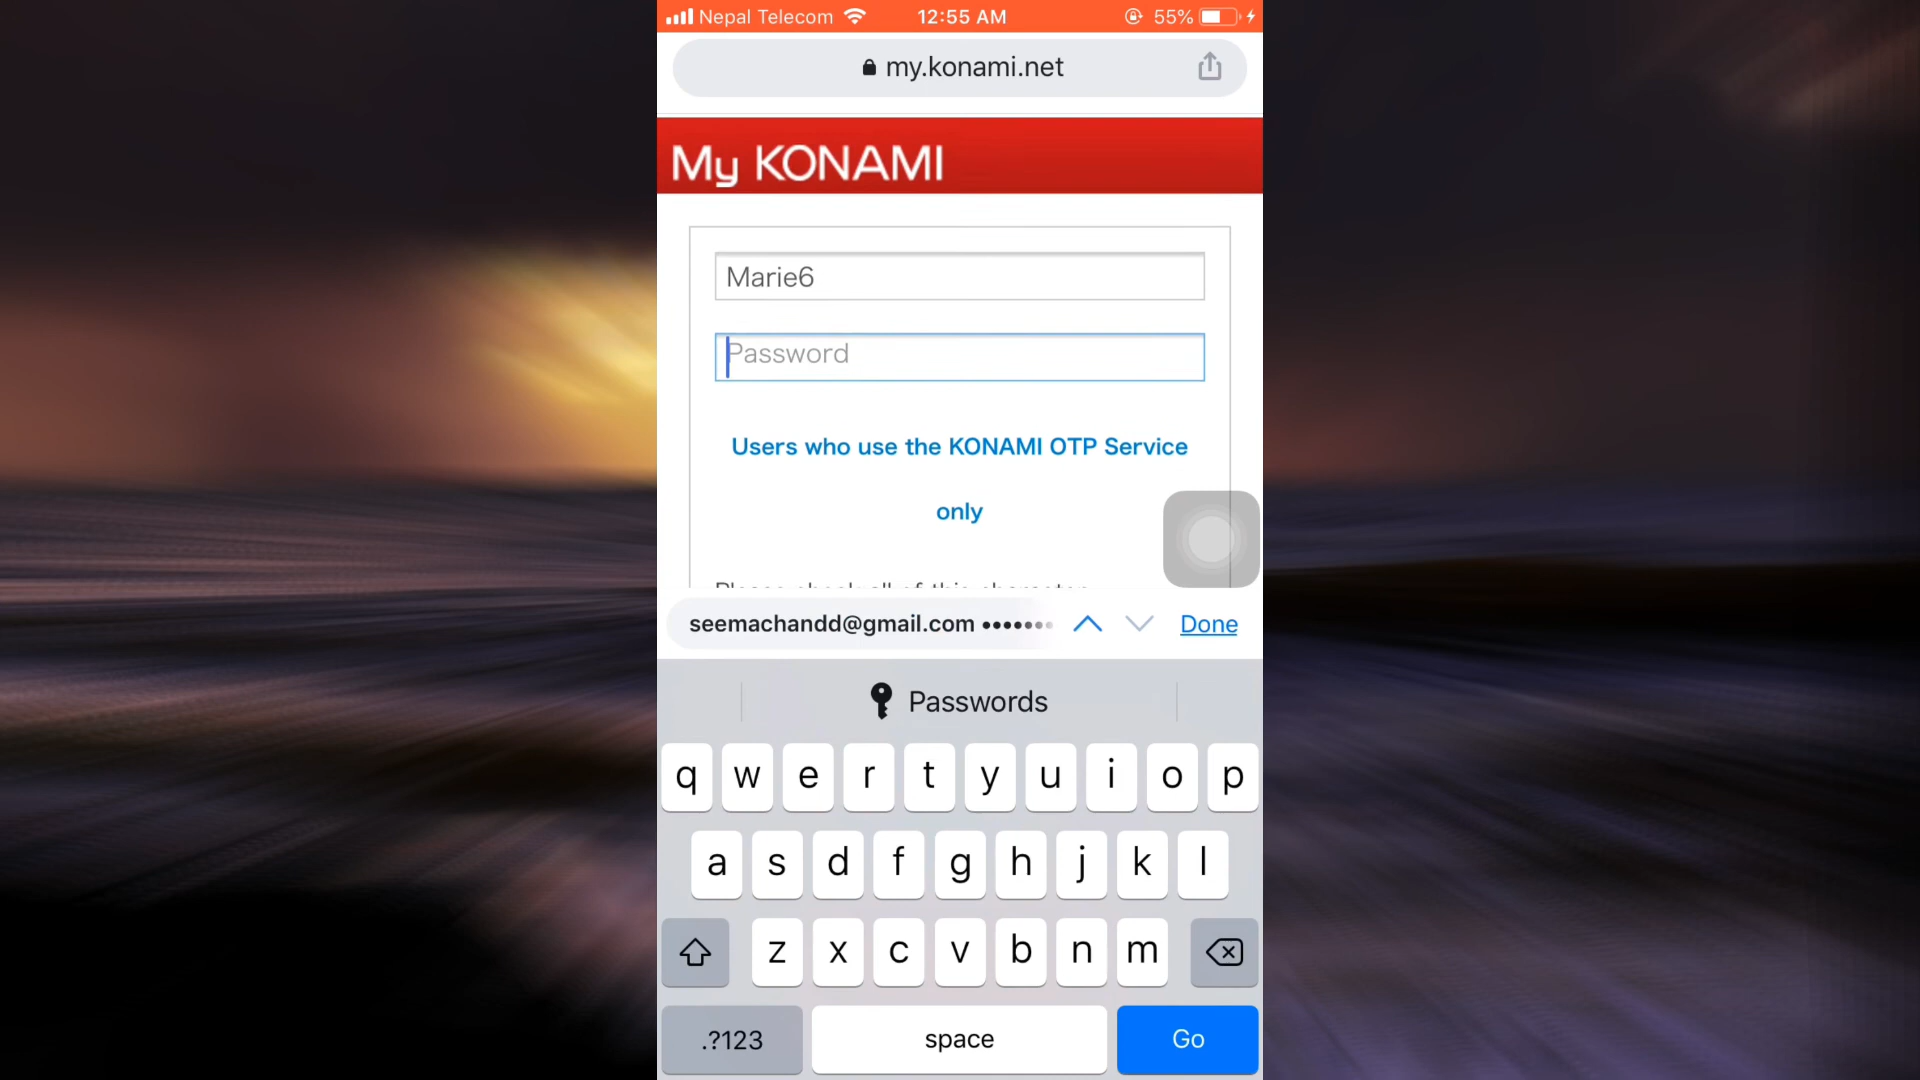 Nepal Telecom 12:55 AM 55%
my.konami.net
My KONAMI
Marie6
Password
Users who use the KONAMI OTP Service
only
seemachandd@gmail.com ••••••• Done
Passwords
q w e r t y u i o p
a s d f g h j k l
z x c v b n m
.?123 space Go